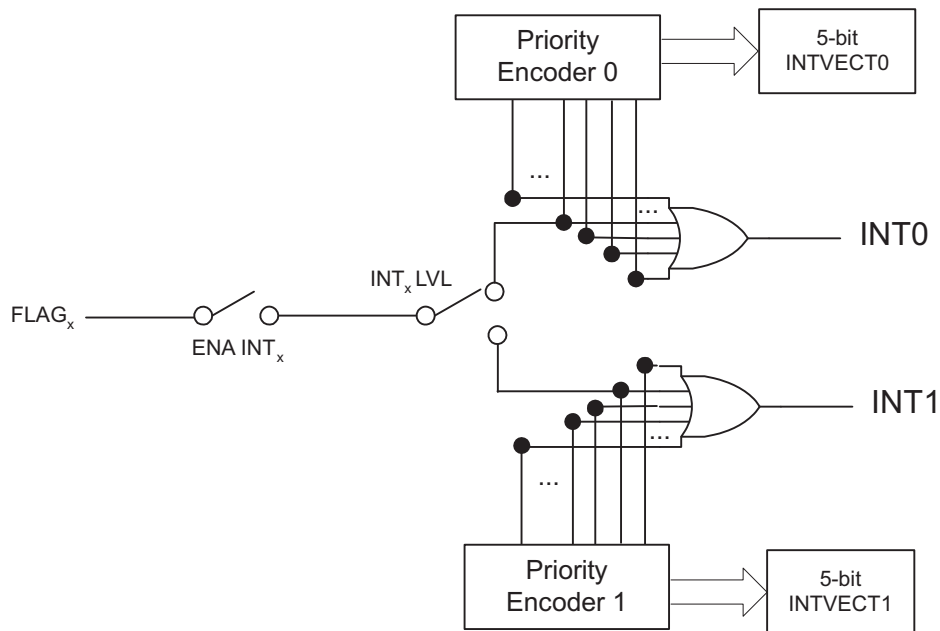 Priority
Encoder 0
5-bit
INTVECT0
...
...
INT0
INTx LVL
FLAGx
ENA INTx
INT1
...
...
Priority
Encoder 1
5-bit
INTVECT1